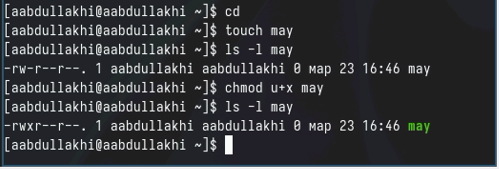 [aabdullakhi@aabdullakhi ~]$ cd
[aabdullakhi@aabdullakhi ~]$ touch may
[aabdullakhi@aabdullakhi ~]$ ls -l may
-rw-r--r--. 1 aabdullakhi aabdullakhi 0 мар 23 16:46 may
[aabdullakhi@aabdullakhi ~]$ chmod u+x may
[aabdullakhi@aabdullakhi ~]$ ls -l may
-rwxr--r--. 1 aabdullakhi aabdullakhi 0 мар 23 16:46 may
[aabdullakhi@aabdullakhi ~]$